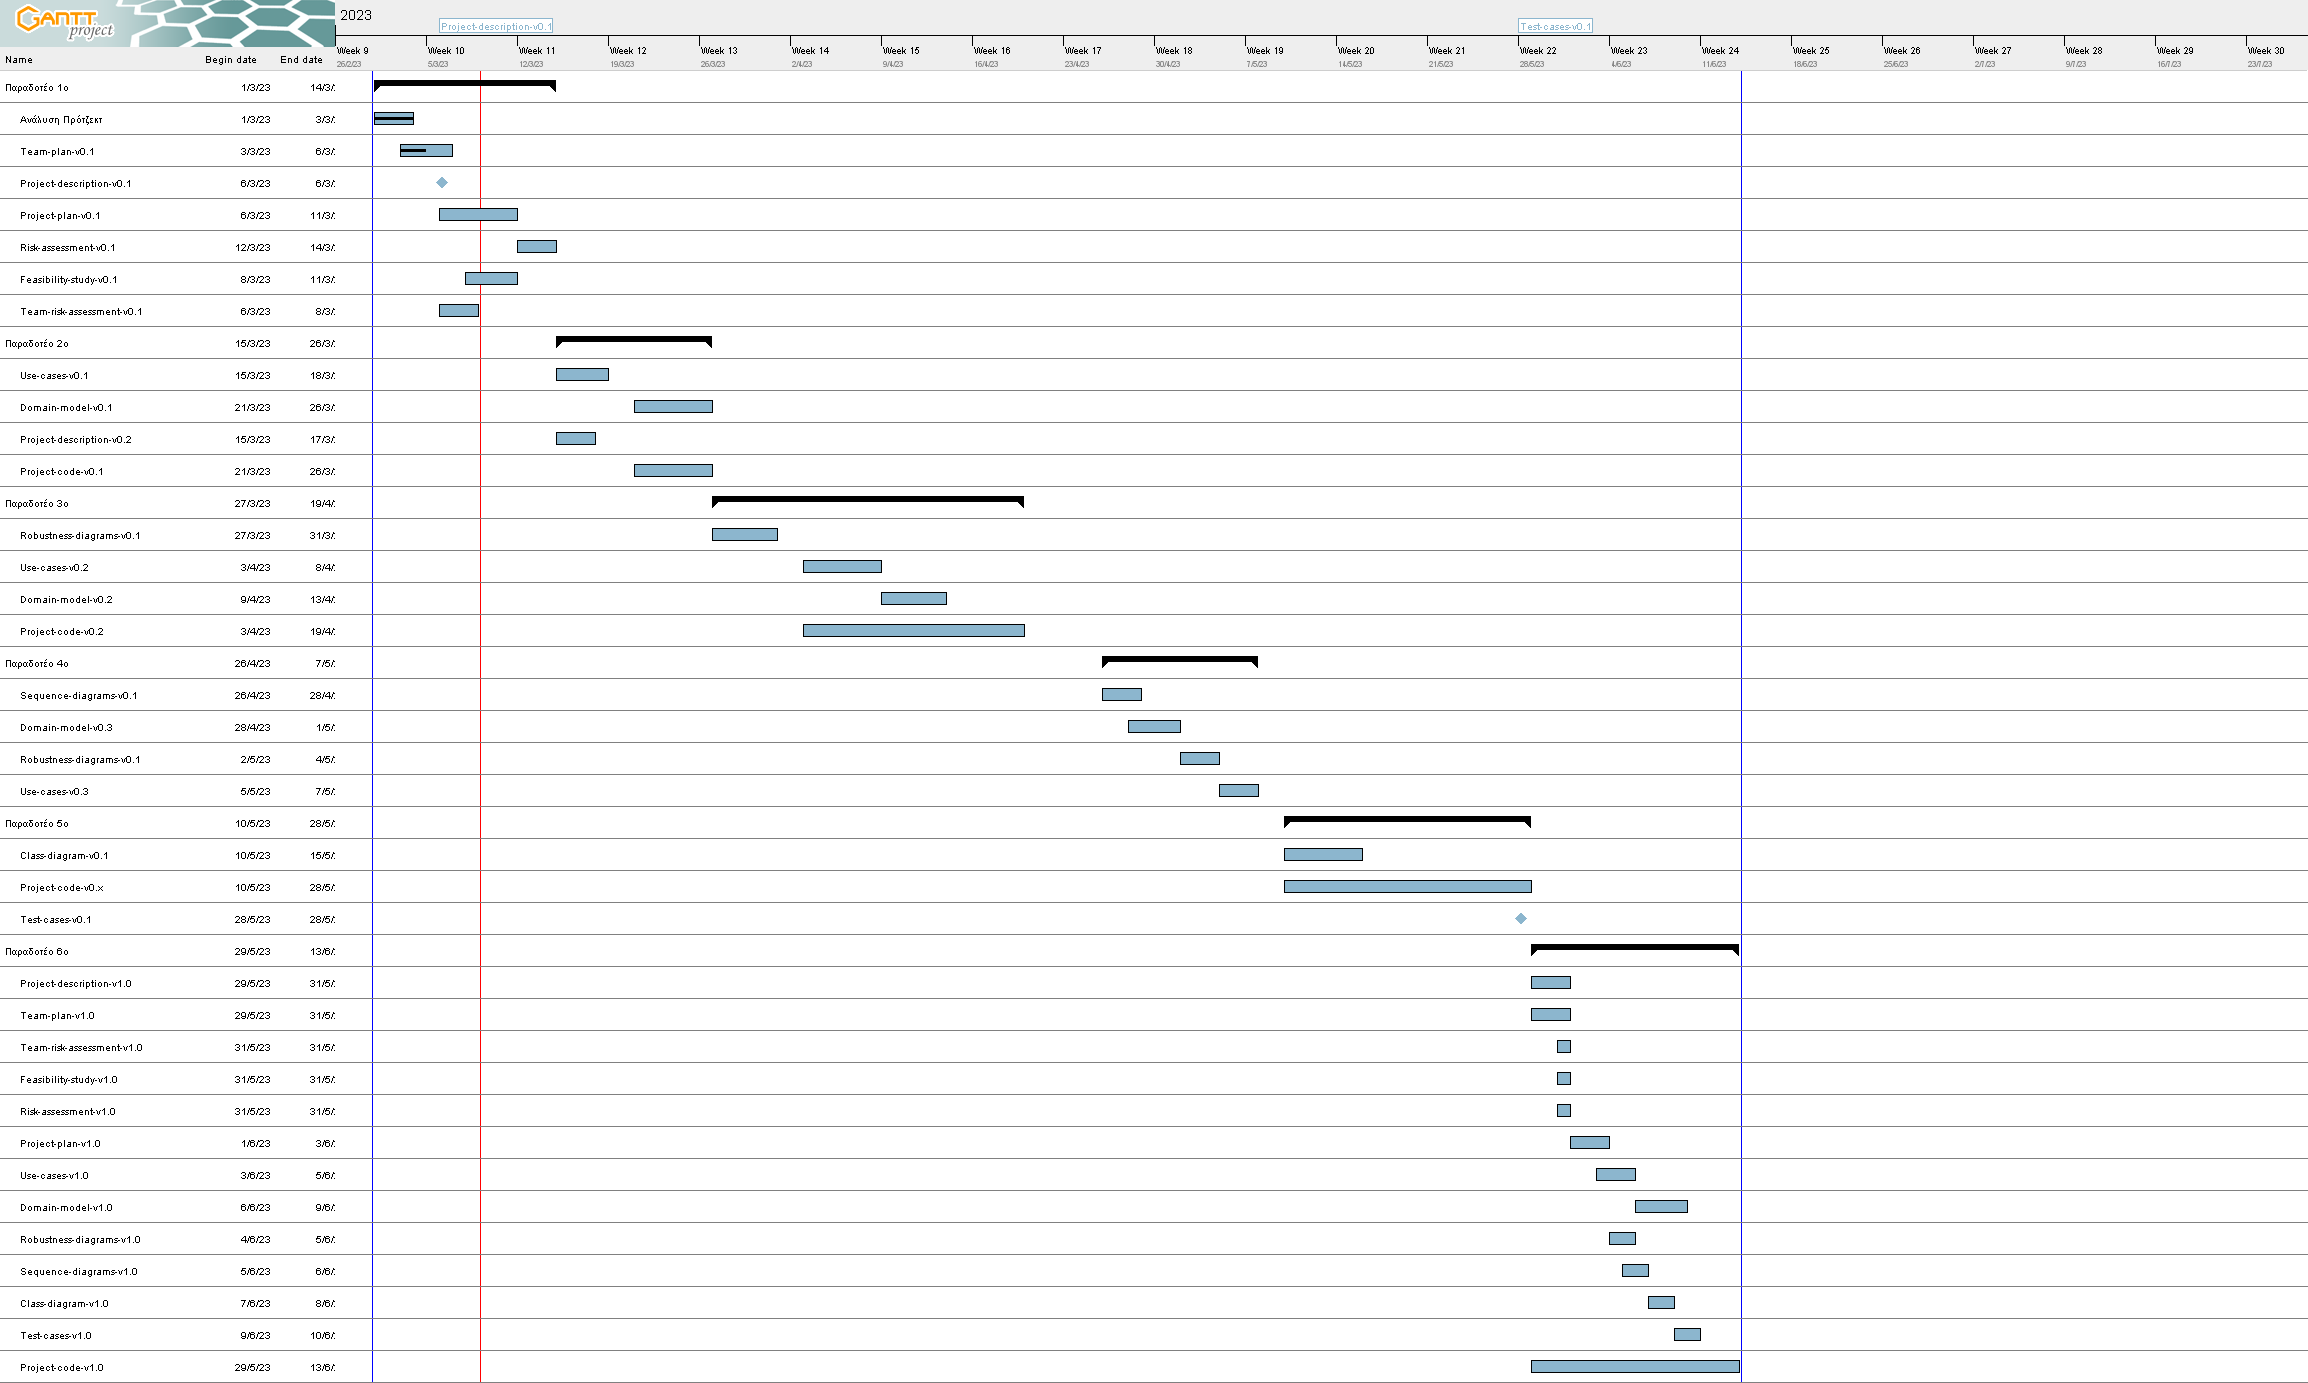 GANTT
project
2023
Project-description-v0.1 Test-cases-v0.1
Week 9 Week 10 Week 11 Week 12 Week 13 Week 14 Week 15 Week 16 Week 17 Week 18 Week 19 Week 20 Week 21 Week 22 Week 23 Week 24 Week 25 Week 26 Week 27 Week 28 Week 29 Week 30
Name Begin date End date
26/2/23 5/3/23 12/3/23 19/3/23 26/3/23 2/4/23 9/4/23 16/4/23 23/4/23 30/4/23 7/5/23 14/5/23 21/5/23 28/5/23 4/6/23 11/6/23 18/6/23 25/6/23 2/7/23 9/7/23 16/7/23 23/7/23
Παραδοτέο 1ο 1/3/23 14/3/
Ανάλυση Πρότζεκτ 1/3/23 3/3/
Team-plan-v0.1 3/3/23 6/3/
Project-description-v0.1 6/3/23 6/3/
Project-plan-v0.1 6/3/23 11/3/
Risk-assessment-v0.1 12/3/23 14/3/
Feasibility-study-v0.1 8/3/23 11/3/
Team-risk-assessment-v0.1 6/3/23 8/3/
Παραδοτέο 2ο 15/3/23 26/3/
Use-cases-v0.1 15/3/23 18/3/
Domain-model-v0.1 21/3/23 26/3/
Project-description-v0.2 15/3/23 17/3/
Project-code-v0.1 21/3/23 26/3/
Παραδοτέο 3ο 27/3/23 19/4/
Robustness-diagrams-v0.1 27/3/23 31/3/
Use-cases-v0.2 3/4/23 8/4/
Domain-model-v0.2 9/4/23 13/4/
Project-code-v0.2 3/4/23 19/4/
Παραδοτέο 4ο 26/4/23 7/5/
Sequence-diagrams-v0.1 26/4/23 28/4/
Domain-model-v0.3 28/4/23 1/5/
Robustness-diagrams-v0.1 2/5/23 4/5/
Use-cases-v0.3 5/5/23 7/5/
Παραδοτέο 5ο 10/5/23 28/5/
Class-diagram-v0.1 10/5/23 15/5/
Project-code-v0.x 10/5/23 28/5/
Test-cases-v0.1 28/5/23 28/5/
Παραδοτέο 6ο 29/5/23 13/6/
Project-description-v1.0 29/5/23 31/5/
Team-plan-v1.0 29/5/23 31/5/
Team-risk-assessment-v1.0 31/5/23 31/5/
Feasibility-study-v1.0 31/5/23 31/5/
Risk-assessment-v1.0 31/5/23 31/5/
Project-plan-v1.0 1/6/23 3/6/
Use-cases-v1.0 3/6/23 5/6/
Domain-model-v1.0 6/6/23 9/6/
Robustness-diagrams-v1.0 4/6/23 5/6/
Sequence-diagrams-v1.0 5/6/23 6/6/
Class-diagram-v1.0 7/6/23 8/6/
Test-cases-v1.0 9/6/23 10/6/
Project-code-v1.0 29/5/23 13/6/